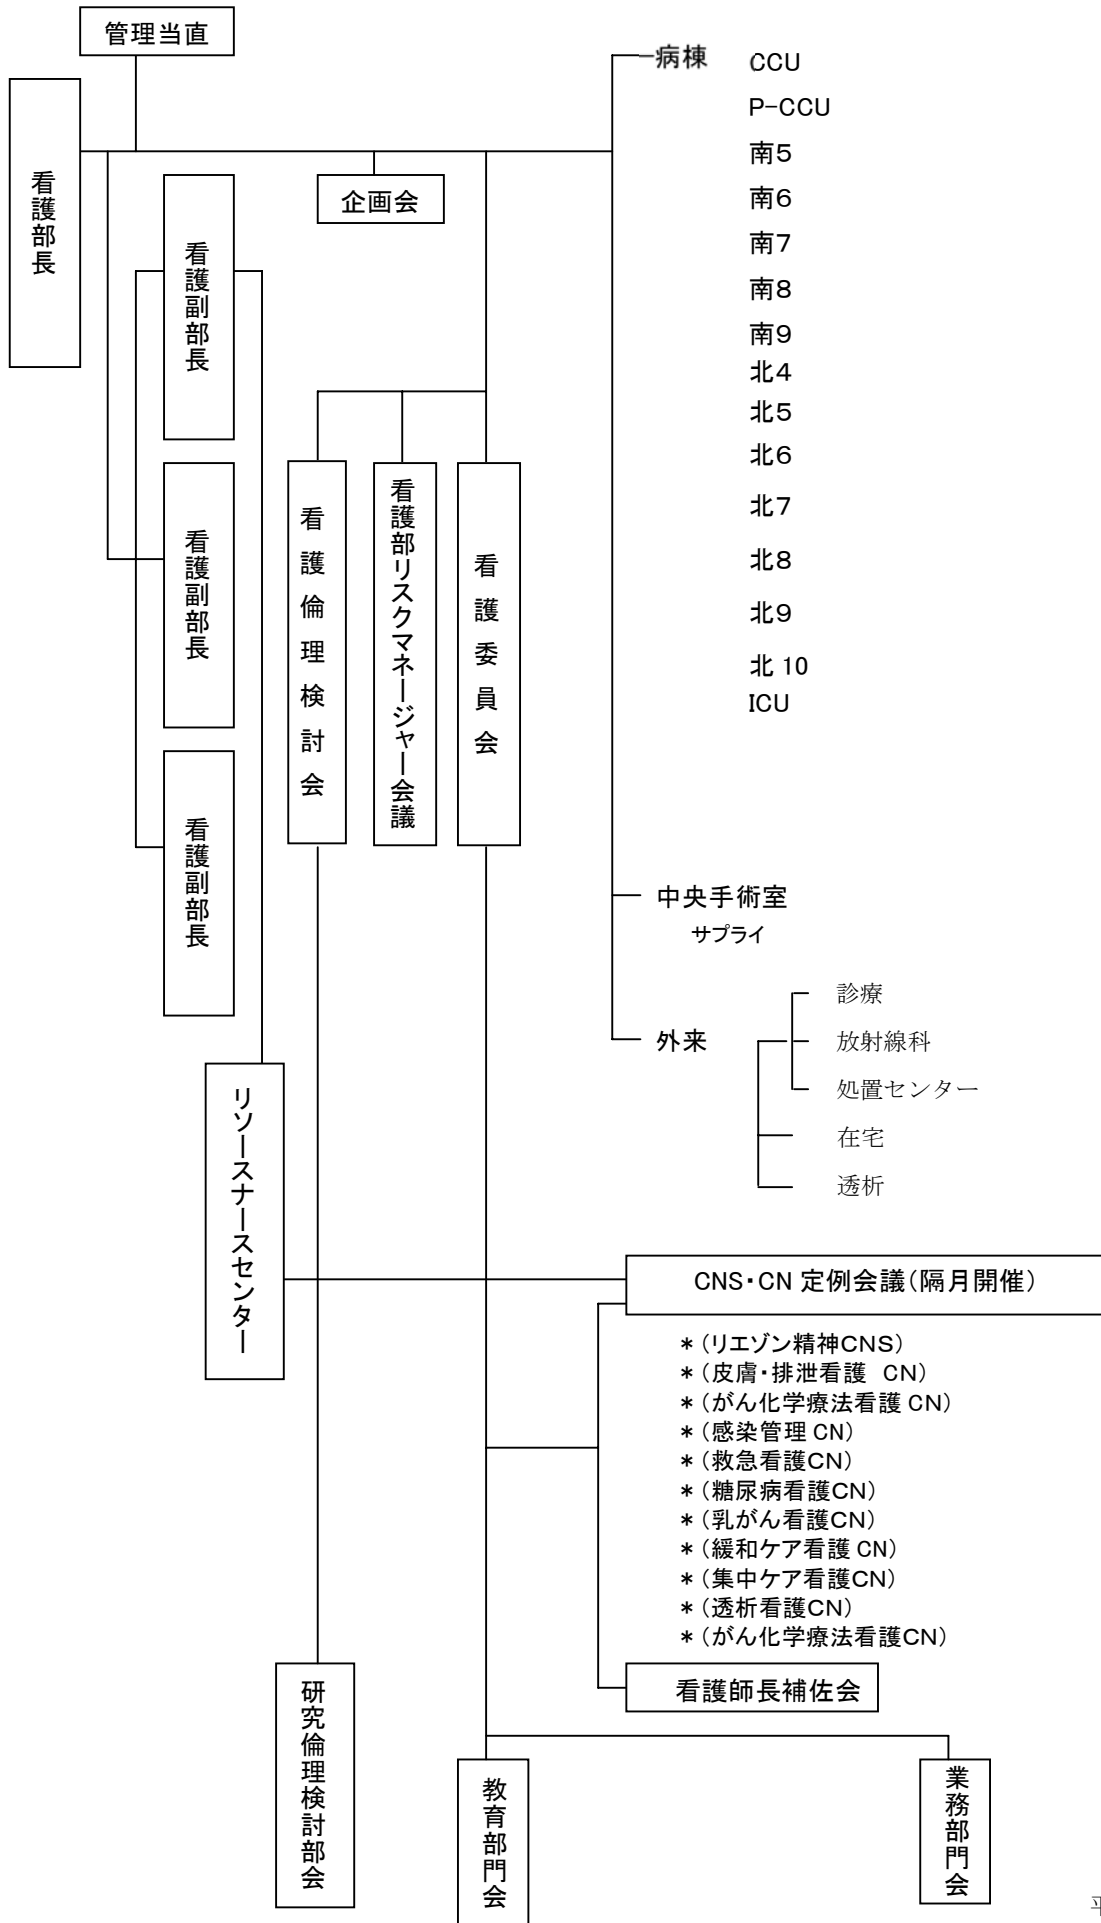 管理当直
看護部長
企画会
看護副部長
看護副部長
看護副部長
看護倫理検討会
看護部リスクマネージャー会議
看護委員会
病棟
CCU
P-CCU
南5
南6
南7
南8
南9
北4
北5
北6
北7
北8
北9
北 10
ICU
中央手術室
サプライ
外来
診療
放射線科
処置センター
在宅
透析
リソースナースセンター
CNS・CN 定例会議(隔月開催)
*(リエゾン精神CNS)
*(皮膚・排泄看護 CN)
*(がん化学療法看護 CN)
*(感染管理 CN)
*(救急看護CN)
*(糖尿病看護CN)
*(乳がん看護CN)
*(緩和ケア看護 CN)
*(集中ケア看護CN)
*(透析看護CN)
*(がん化学療法看護CN)
看護師長補佐会
研究倫理検討部会
教育部門会
業務部門会